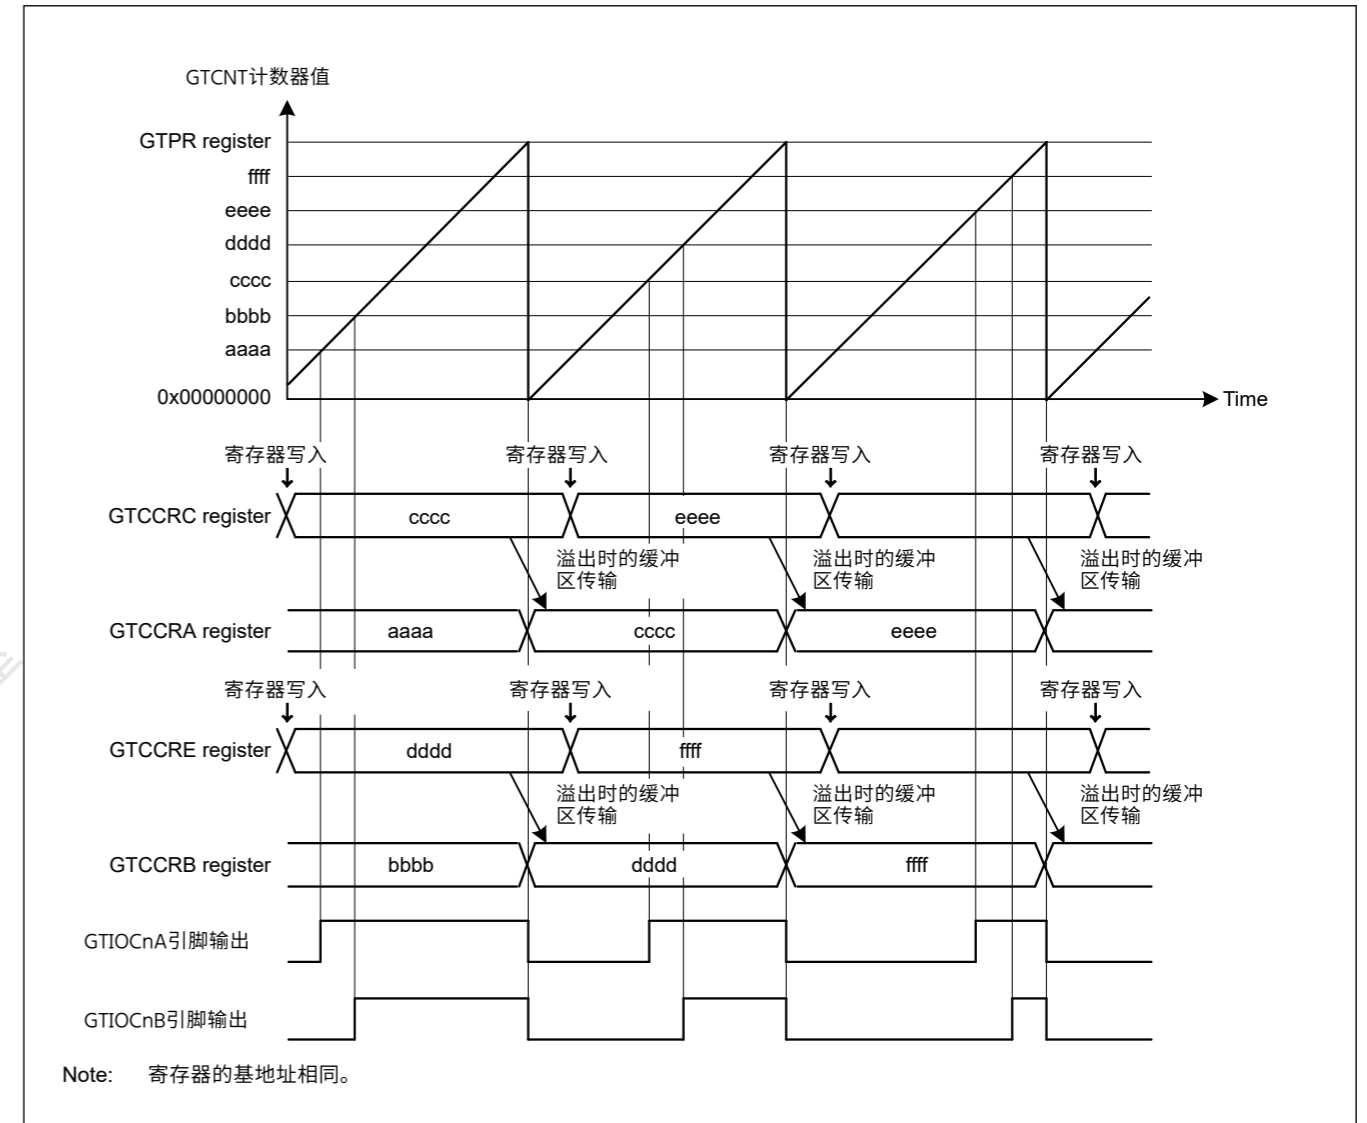 GTCNT计数器值
GTPR register
ffff
eeee
dddd
cccc
bbbb
aaaa
0x00000000
Time
寄存器写入 寄存器写入 寄存器写入 寄存器写入
GTCCRC register cccc eeee
溢出时的缓冲 溢出时的缓冲 溢出时的缓冲
区传输 区传输 区传输
GTCCRA register aaaa cccc eeee
寄存器写入 寄存器写入 寄存器写入 寄存器写入
GTCCRE register dddd ffff
溢出时的缓冲 溢出时的缓冲 溢出时的缓冲
区传输 区传输 区传输
GTCCRB register bbbb dddd ffff
GTIOCnA引脚输出
GTIOCnB引脚输出
Note: 寄存器的基地址相同。